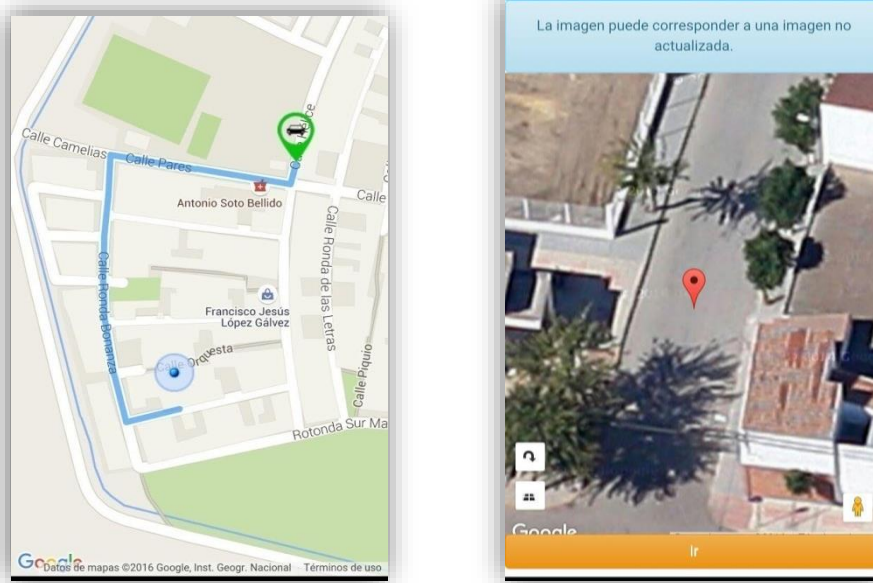 Calle Camelias
Calle Pares
Antonio Soto Bellido
Calle
Calle Ronda de las Letras
Calle Ronda Bonanza
Francisco Jesús
López Gálvez
Calle Orquesta
Calle Piquio
Rotonda Sur Ma
Google
Datos de mapas ©2016 Google, Inst. Geogr. Nacional Términos de uso
La imagen puede corresponder a una imagen no
actualizada.
Google
Ir